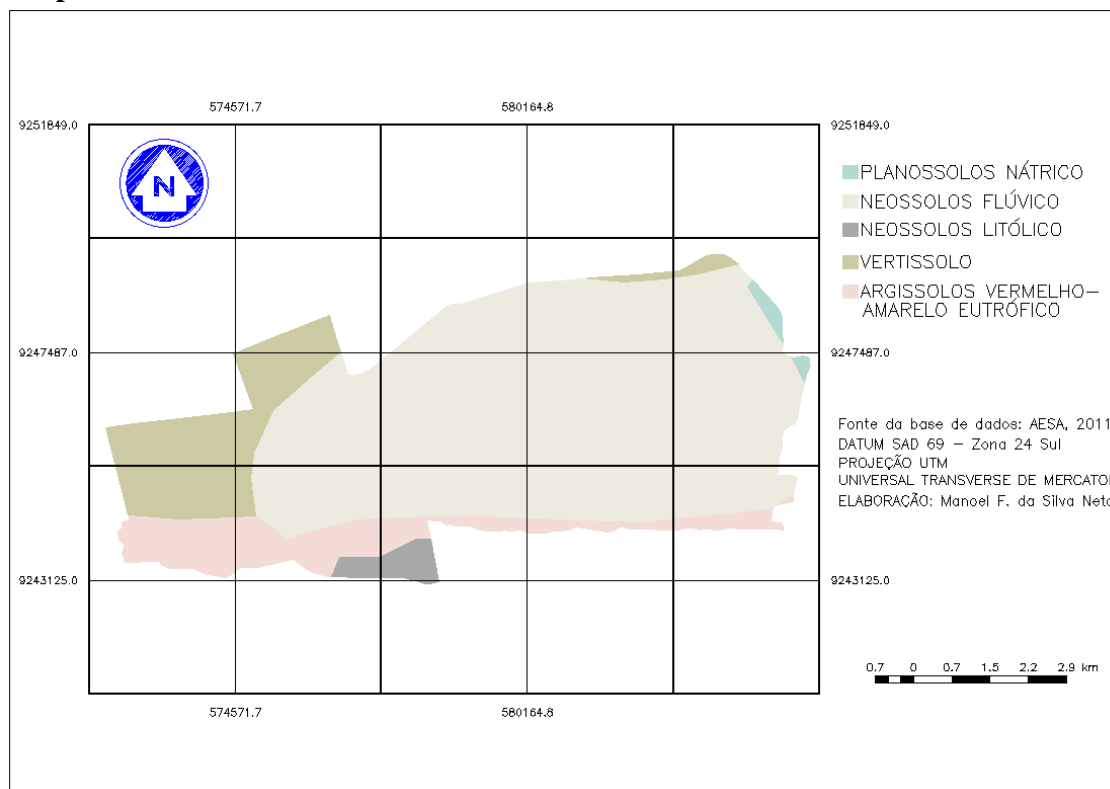 574571.7 580164.8
9251849.0 9251849.0
N
PLANOSSOLOS NÁTRICO
NEOSSOLOS FLÚVICO
NEOSSOLOS LITÓLICO
VERTISSOLO
ARGISSOLOS VERMELHO-
AMARELO EUTRÓFICO
9247487.0 9247487.0
Fonte da base de dados: AESA, 2011
DATUM SAD 69 - Zona 24 Sul
PROJEÇÃO UTM
UNIVERSAL TRANSVERSE DE MERCATO
ELABORAÇÃO: Manoel F. da Silva Neto
9243125.0 9243125.0
0.7 0 0.7 1.5 2.2 2.9 km
574571.7 580164.8